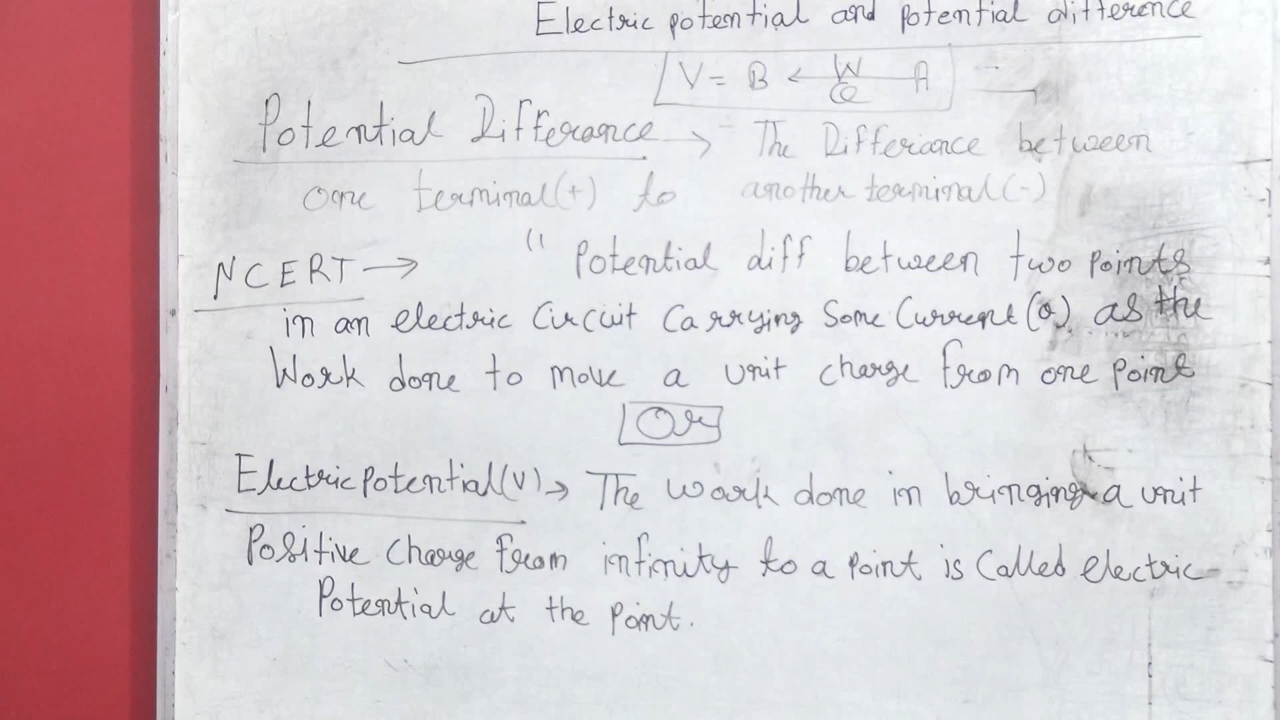 Electric potential and potential difference
V = B ← W/Q A
Potential Differance → The Differance between
one terminal(+) to another terminal(-)
NCERT → " Potential diff between two points
in an electric Circuit Carrying Some Current (Q) as the
Work done to move a unit charge from one point
Or
Electric Potential(V) → The work done in bringing a unit
Positive Charge from infinity to a point is Called electric
Potential at the point.